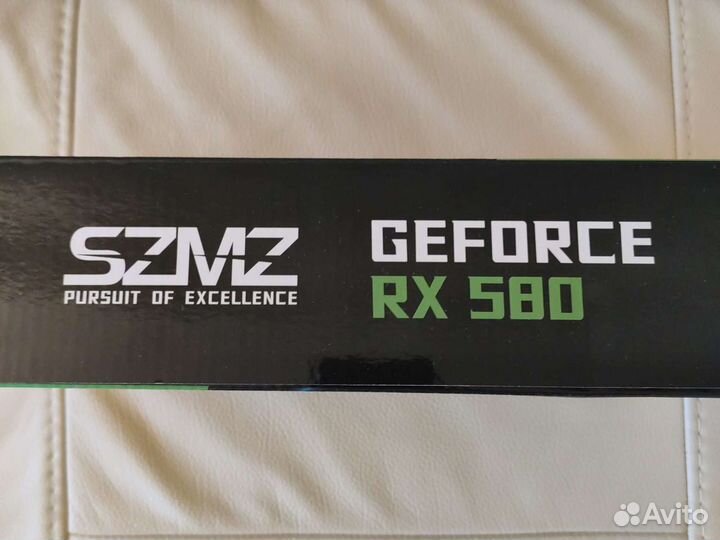 SZMZ
PURSUIT OF EXCELLENCE
GEFORCE
RX 580
Avito